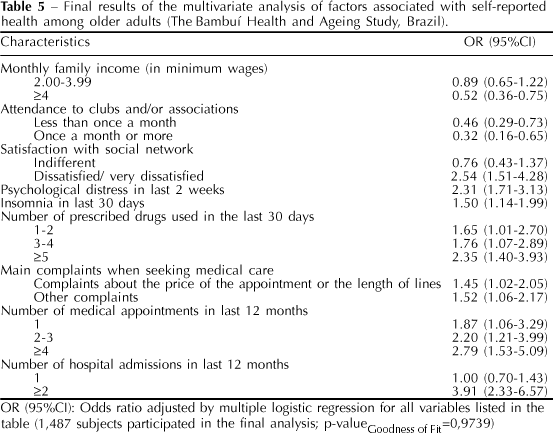 Table 5 – Final results of the multivariate analysis of factors associated with self-reported
health among older adults (The Bambuí Health and Ageing Study, Brazil).
Characteristics OR (95%CI)
Monthly family income (in minimum wages)
2.00-3.99 0.89 (0.65-1.22)
≥4 0.52 (0.36-0.75)
Attendance to clubs and/or associations
Less than once a month 0.46 (0.29-0.73)
Once a month or more 0.32 (0.16-0.65)
Satisfaction with social network
Indifferent 0.76 (0.43-1.37)
Dissatisfied/ very dissatisfied 2.54 (1.51-4.28)
Psychological distress in last 2 weeks 2.31 (1.71-3.13)
Insomnia in last 30 days 1.50 (1.14-1.99)
Number of prescribed drugs used in the last 30 days
1-2 1.65 (1.01-2.70)
3-4 1.76 (1.07-2.89)
≥5 2.35 (1.40-3.93)
Main complaints when seeking medical care
Complaints about the price of the appointment or the length of lines 1.45 (1.02-2.05)
Other complaints 1.52 (1.06-2.17)
Number of medical appointments in last 12 months
1 1.87 (1.06-3.29)
2-3 2.20 (1.21-3.99)
≥4 2.79 (1.53-5.09)
Number of hospital admissions in last 12 months
1 1.00 (0.70-1.43)
≥2 3.91 (2.33-6.57)
OR (95%CI): Odds ratio adjusted by multiple logistic regression for all variables listed in the
table (1,487 subjects participated in the final analysis; p-value Goodness of Fit=0,9739)